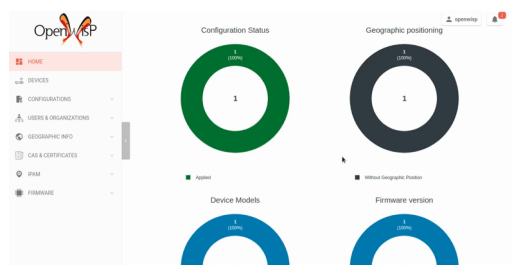 OpenWISP
openwisp
HOME
DEVICES
CONFIGURATIONS
USERS & ORGANIZATIONS
GEOGRAPHIC INFO
CAS & CERTIFICATES
IPAM
FIRMWARE
Configuration Status
1
(100%)
1
Applied
Geographic positioning
1
(100%)
1
Without Geographic Position
Device Models
1
(100%)
Firmware version
1
(100%)